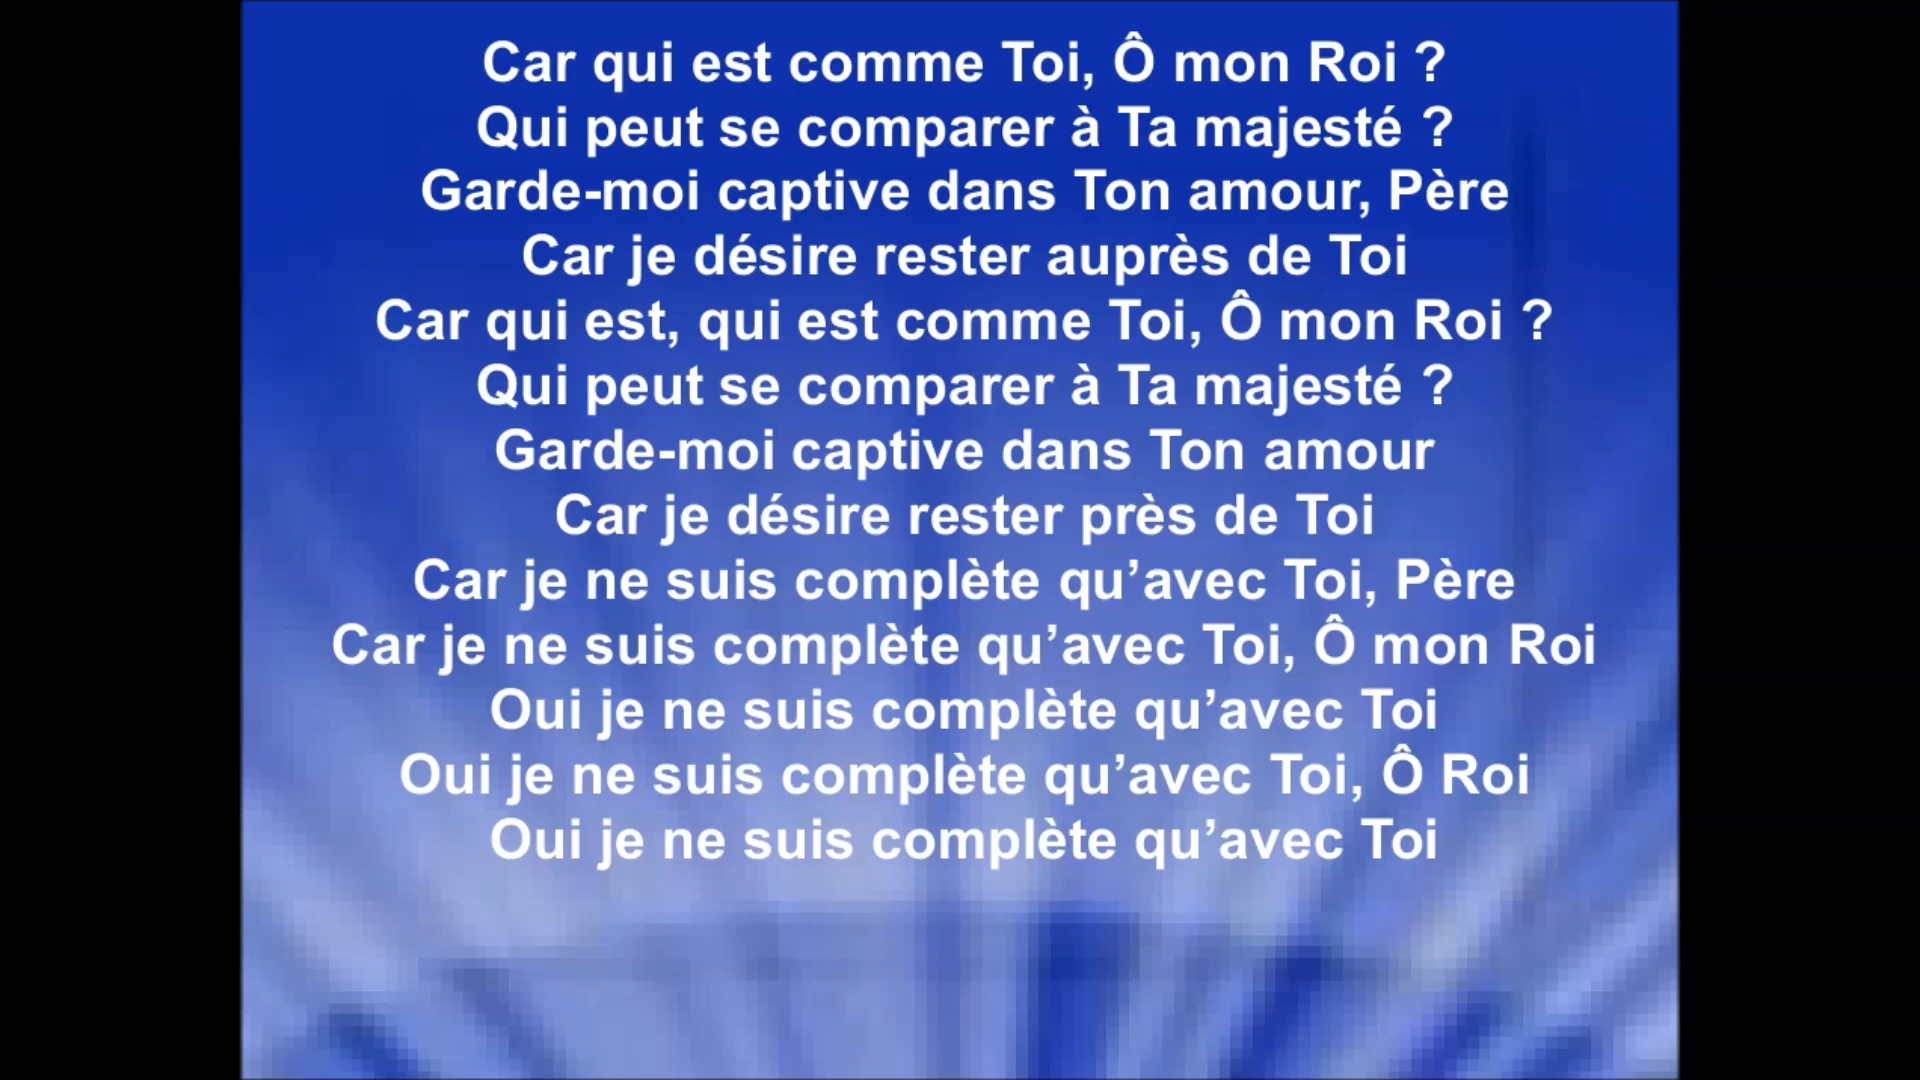 Car qui est comme Toi, Ô mon Roi ?
Qui peut se comparer à Ta majesté ?
Garde-moi captive dans Ton amour, Père
Car je désire rester auprès de Toi
Car qui est, qui est comme Toi, Ô mon Roi ?
Qui peut se comparer à Ta majesté ?
Garde-moi captive dans Ton amour
Car je désire rester près de Toi
Car je ne suis complète qu’avec Toi, Père
Car je ne suis complète qu’avec Toi, Ô mon Roi
Oui je ne suis complète qu’avec Toi
Oui je ne suis complète qu’avec Toi, Ô Roi
Oui je ne suis complète qu’avec Toi